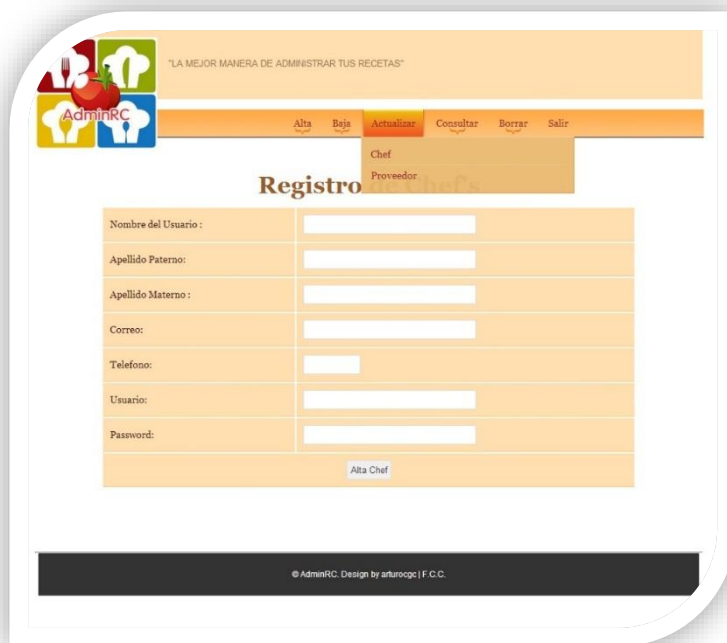 "LA MEJOR MANERA DE ADMINISTRAR TUS RECETAS"
AdminRC
Alta Baja Actualizar Consultar Borrar Salir
Chef
Proveedor
Registro de Chef's
Nombre del Usuario :
Apellido Paterno:
Apellido Materno :
Correo:
Telefono:
Usuario:
Password:
Alta Chef
© AdminRC. Design by arturocgc | F.C.C.